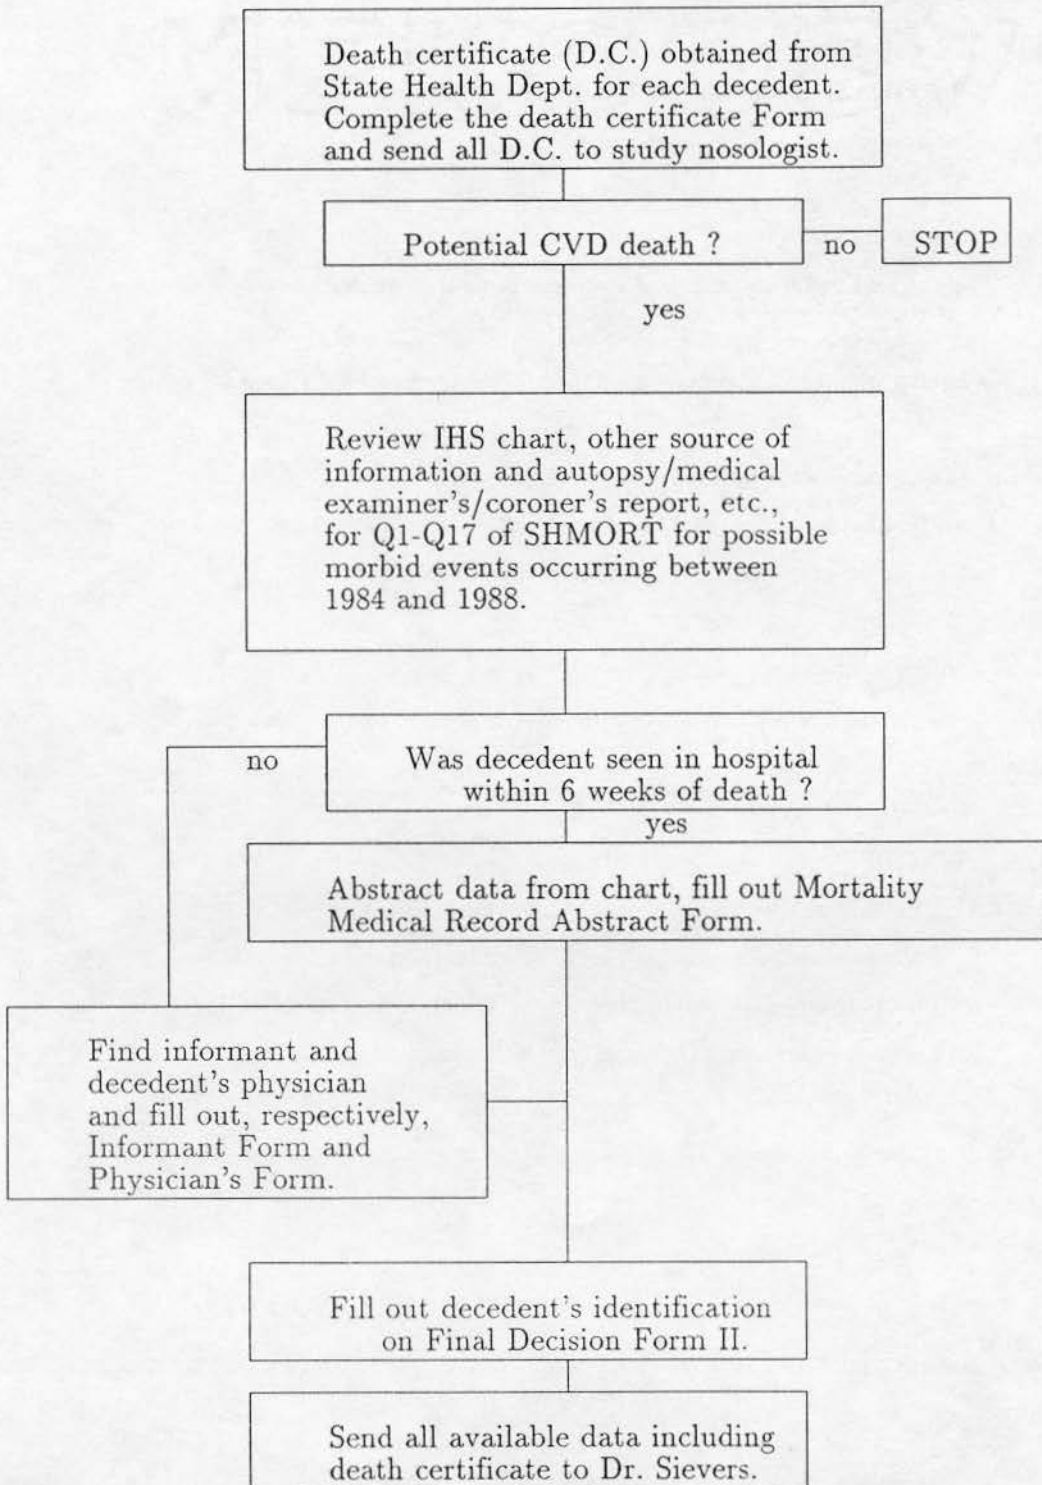 Death certificate (D.C.) obtained from
State Health Dept. for each decedent.
Complete the death certificate Form
and send all D.C. to study nosologist.
Potential CVD death ?
no
STOP
yes
Review IHS chart, other source of
information and autopsy/medical
examiner's/coroner's report, etc.,
for Q1-Q17 of SHMORT for possible
morbid events occurring between
1984 and 1988.
no
Was decedent seen in hospital
within 6 weeks of death ?
yes
Abstract data from chart, fill out Mortality
Medical Record Abstract Form.
Find informant and
decedent's physician
and fill out, respectively,
Informant Form and
Physician's Form.
Fill out decedent's identification
on Final Decision Form II.
Send all available data including
death certificate to Dr. Sievers.